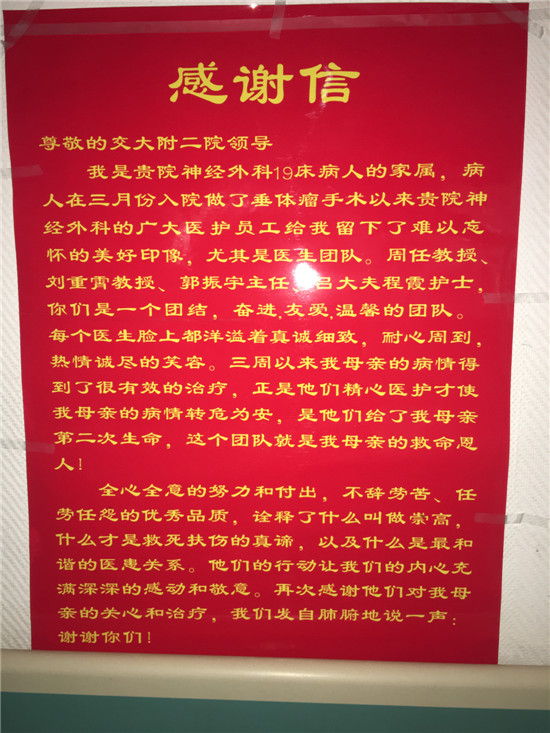 感谢信
尊敬的交大附二院领导
我是贵院神经外科19床病人的家属，病
人在三月份入院做了垂体瘤手术以来贵院神
经外科的广大医护员工给我留下了难以忘
怀的美好印像，尤其是医生团队。周任教授、
刘重霄教授、郭振宇主任 吕大夫程霞护士，
你们是一个团结，奋进.友爱.温馨的团队。
每个医生脸上都洋溢着真诚细致，耐心周到，
热情诚尽的笑容。三周以来我母亲的病情得
到了很有效的治疗，正是他们精心医护才使
我母亲的病情转危为安，是他们给了我母亲
第二次生命，这个团队就是我母亲的救命恩
人！
全心全意的努力和付出，不辞劳苦、任
劳任怨的优秀品质，诠释了什么叫做崇高，
什么才是救死扶伤的真谛，以及什么是最和
谐的医患关系。他们的行动让我们的内心充
满深深的感动和敬意。再次感谢他们对我母
亲的关心和治疗，我们发自肺腑地说一声：
谢谢你们！